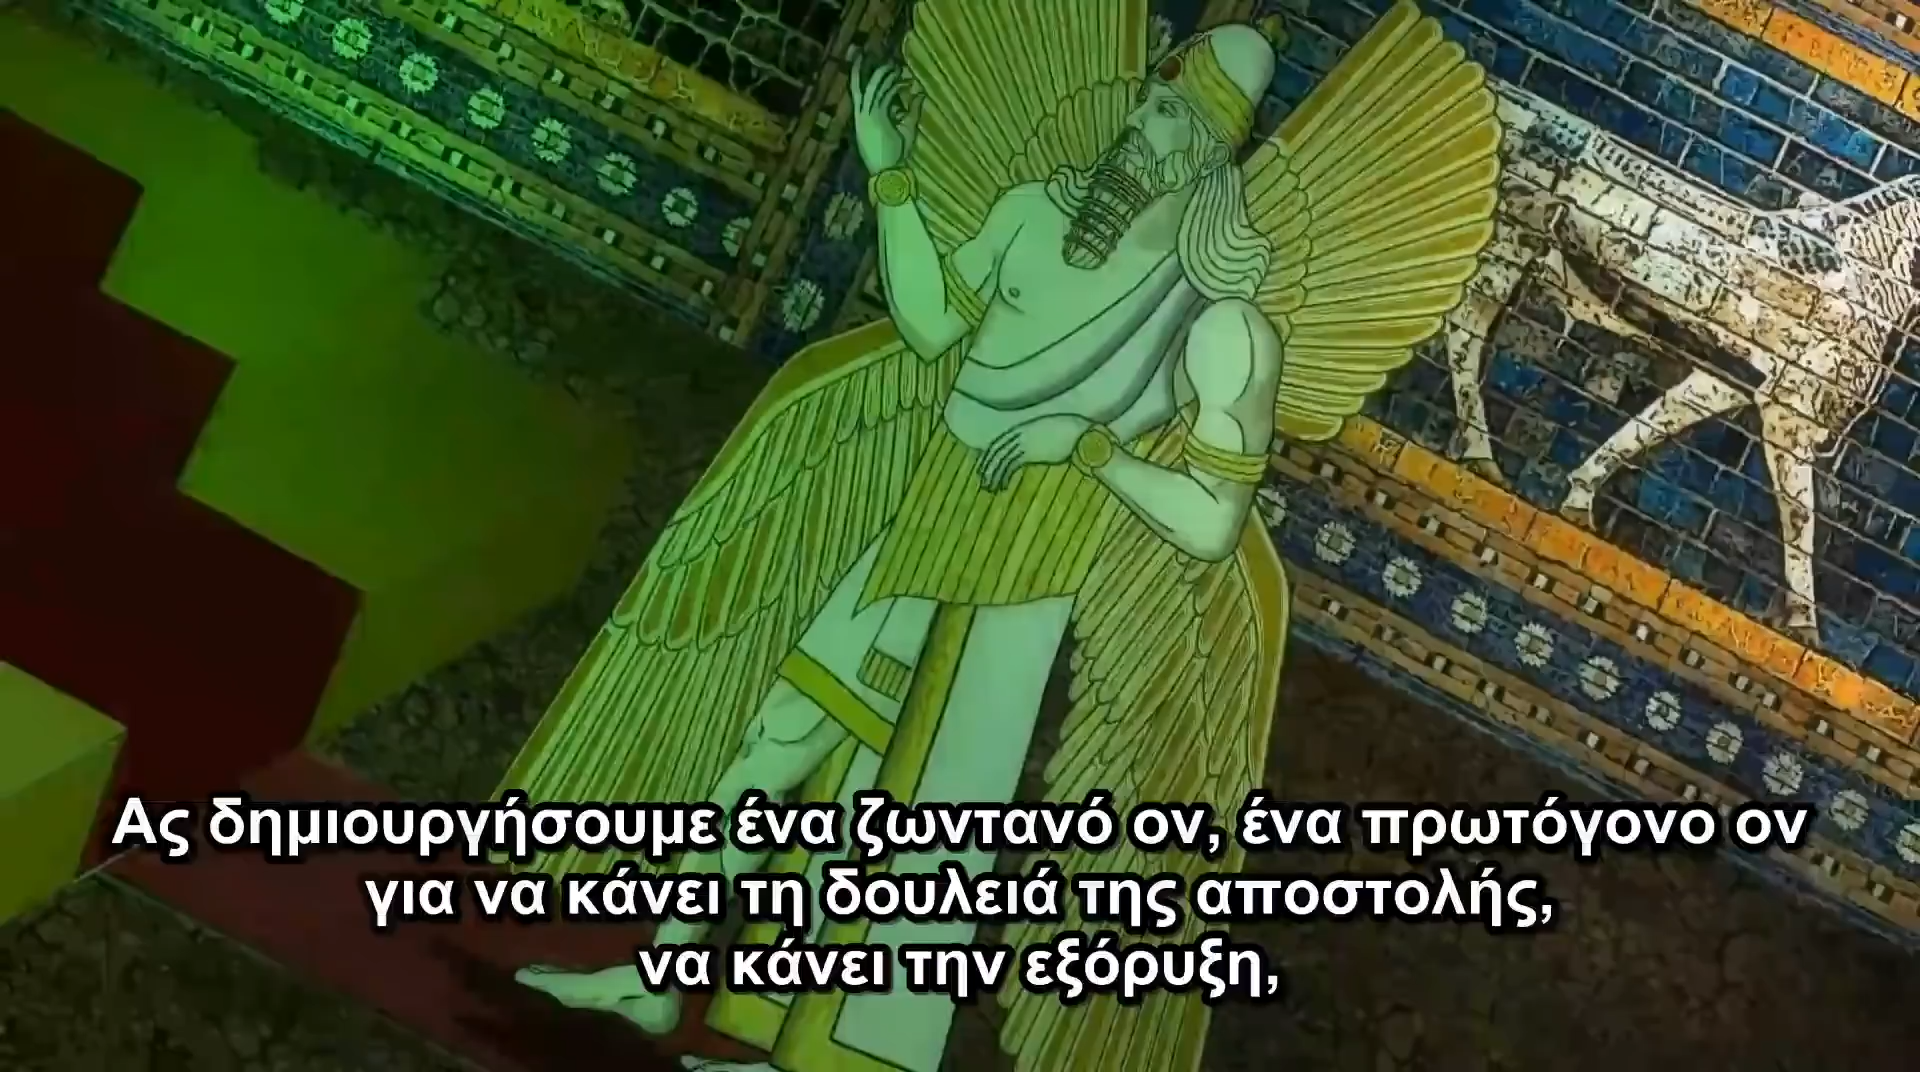 Ας δημιουργήσουμε ένα ζωντανό ον, ένα πρωτόγονο ον
για να κάνει τη δουλειά της αποστολής,
να κάνει την εξόρυξη,